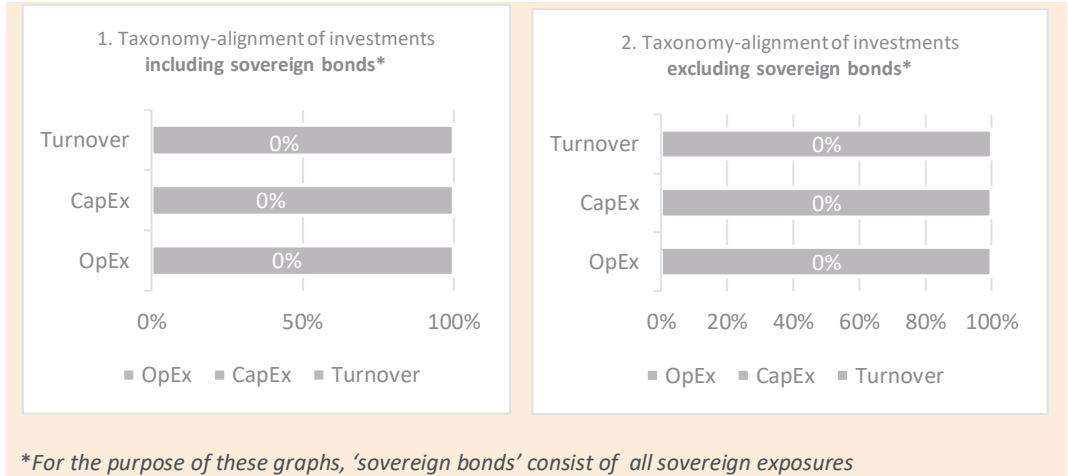 1. Taxonomy-alignment of investments
including sovereign bonds*
Turnover
0%
CapEx
0%
OpEx
0%
0% 50% 100%
OpEx CapEx Turnover
2. Taxonomy-alignment of investments
excluding sovereign bonds*
Turnover
0%
CapEx
0%
OpEx
0%
0% 20% 40% 60% 80% 100%
OpEx CapEx Turnover
*For the purpose of these graphs, ‘sovereign bonds’ consist of all sovereign exposures